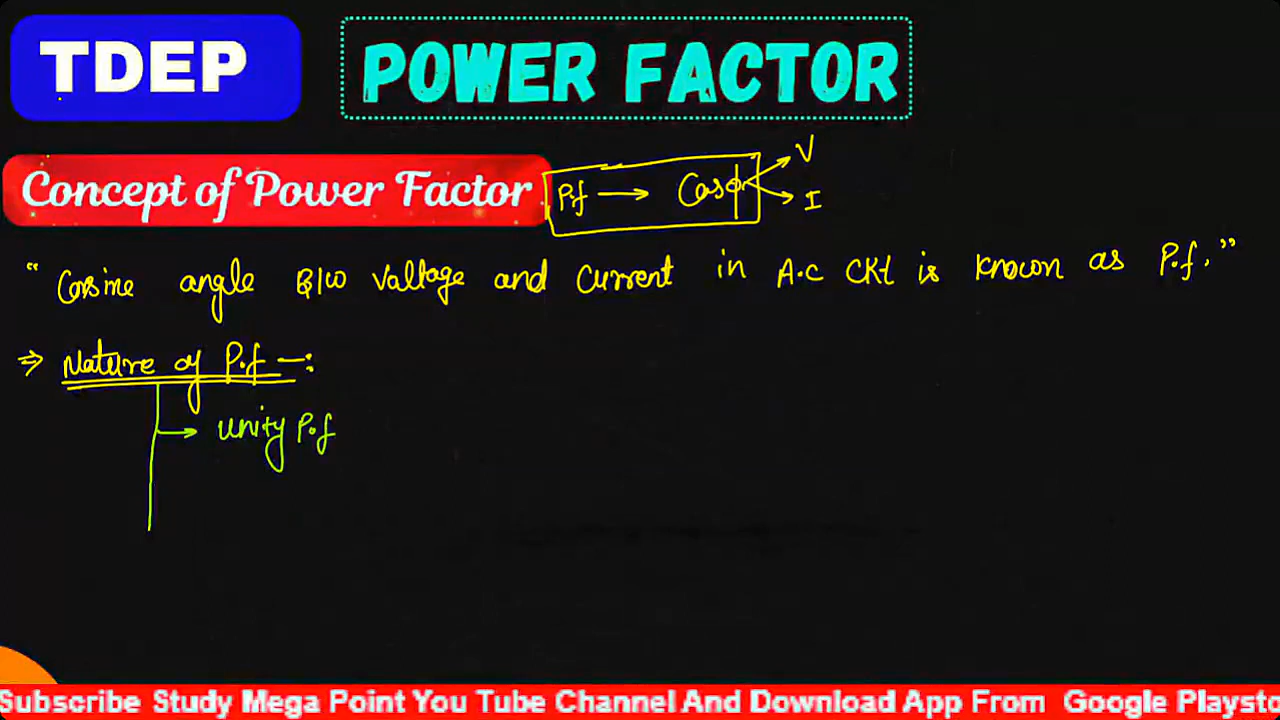 TDEP POWER FACTOR
Concept of Power Factor P.f → Cosϕ V I
" Cosine angle B/w Voltage and Current in A.C CKt is known as P.f. "
⇒ Nature of P.f -:
→ unity P.f
Subscribe Study Mega Point You Tube Channel And Download App From Google Playsto